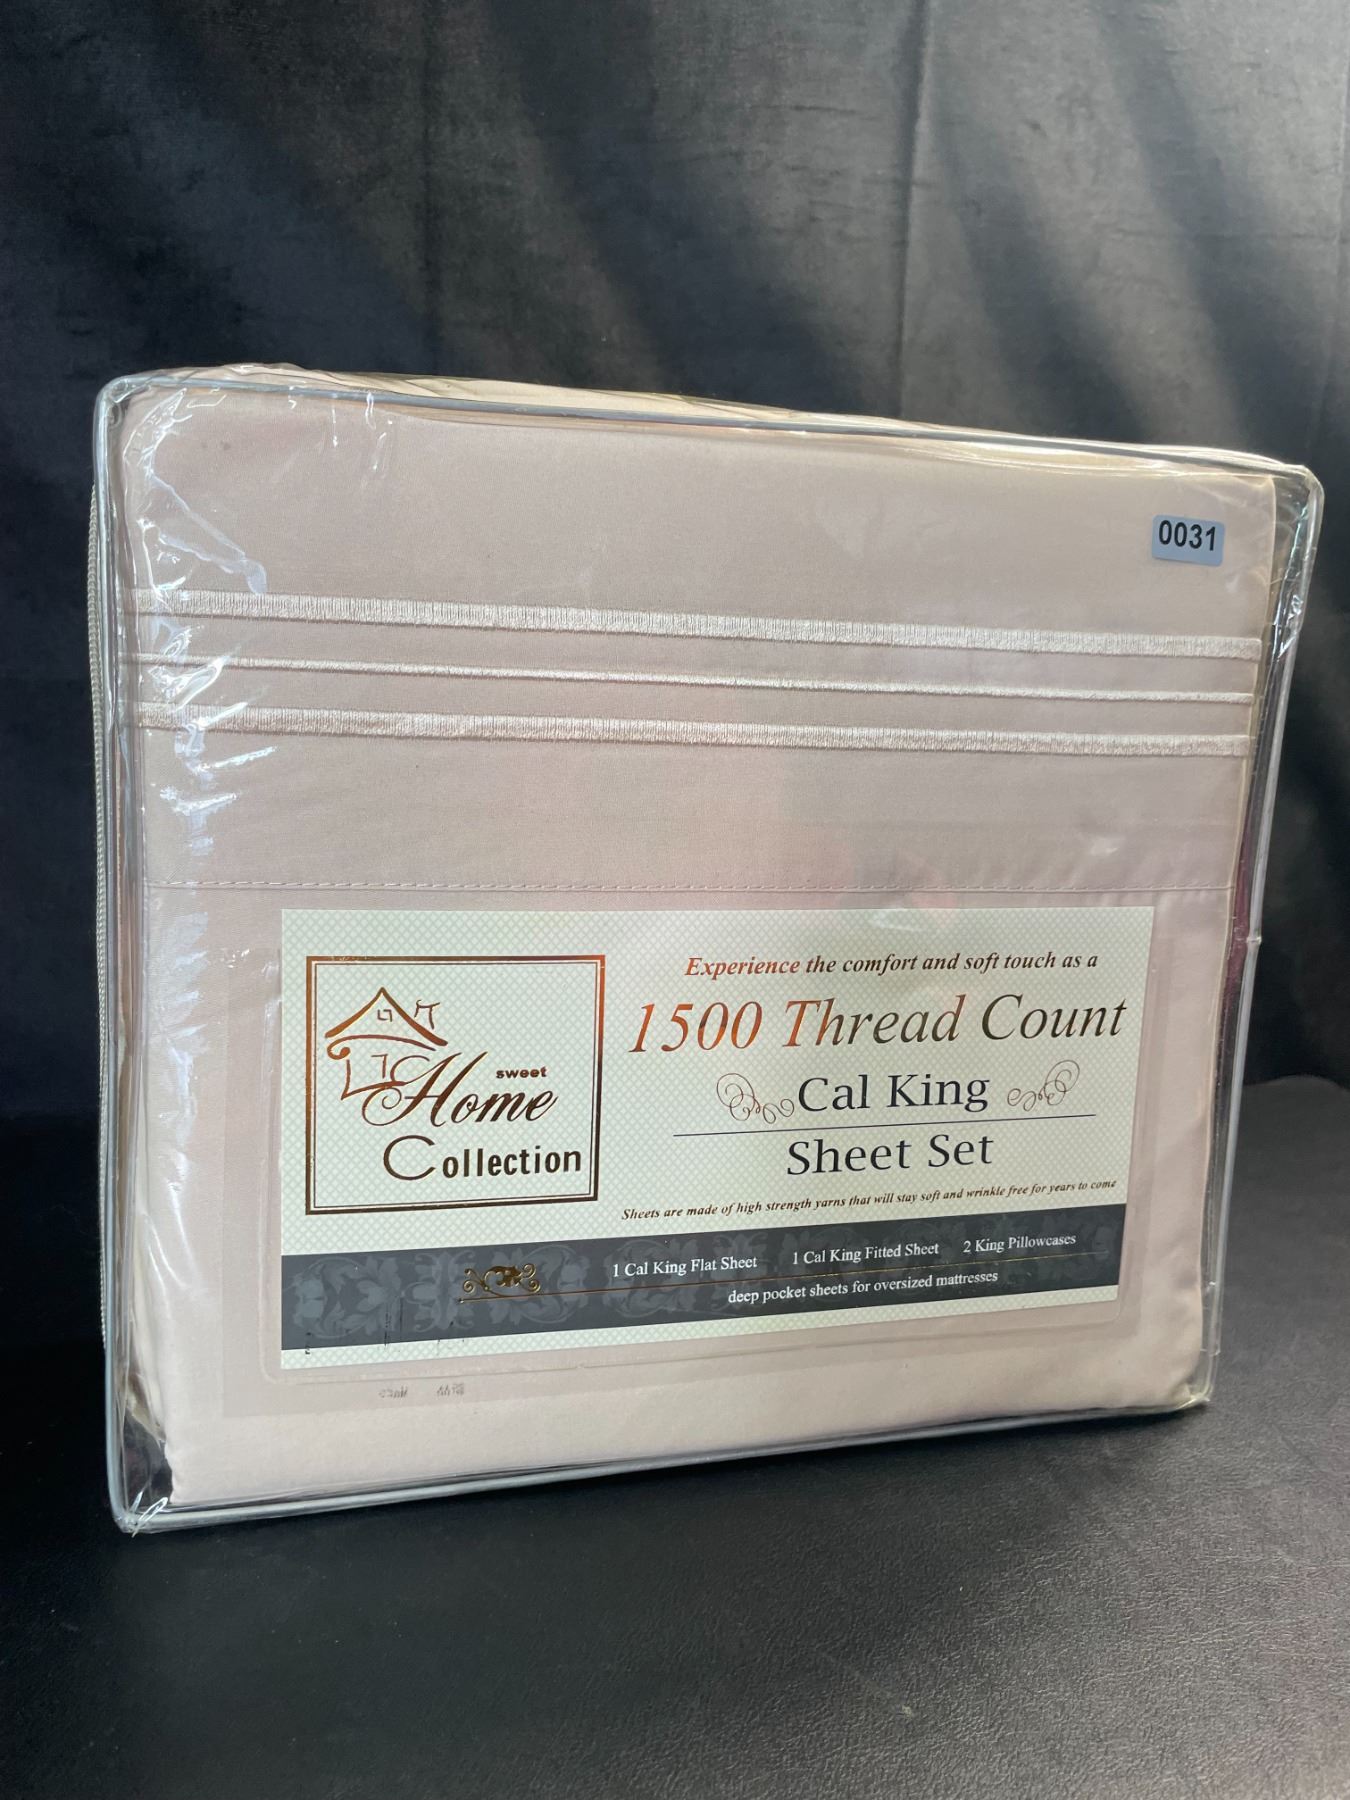 0031
sweet
Home
Collection
Experience the comfort and soft touch as a
1500 Thread Count
Cal King
Sheet Set
Sheets are made of high strength yarns that will stay soft and wrinkle free for years to come
1 Cal King Flat Sheet 1 Cal King Fitted Sheet 2 King Pillowcases
deep pocket sheets for oversized mattresses